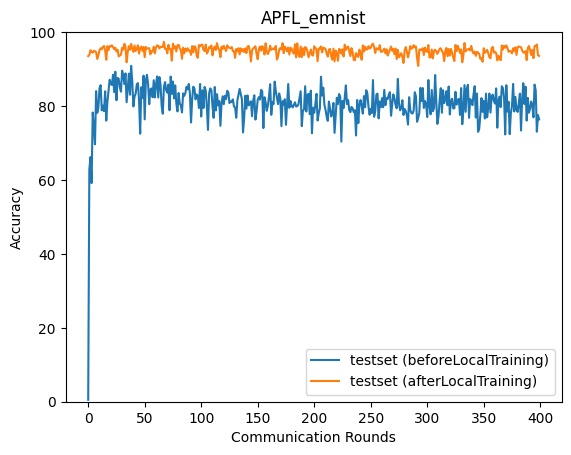 APFL_emnist
100
80
60
40
20
0
Accuracy
0 50 100 150 200 250 300 350 400
Communication Rounds
testset (beforeLocalTraining)
testset (afterLocalTraining)